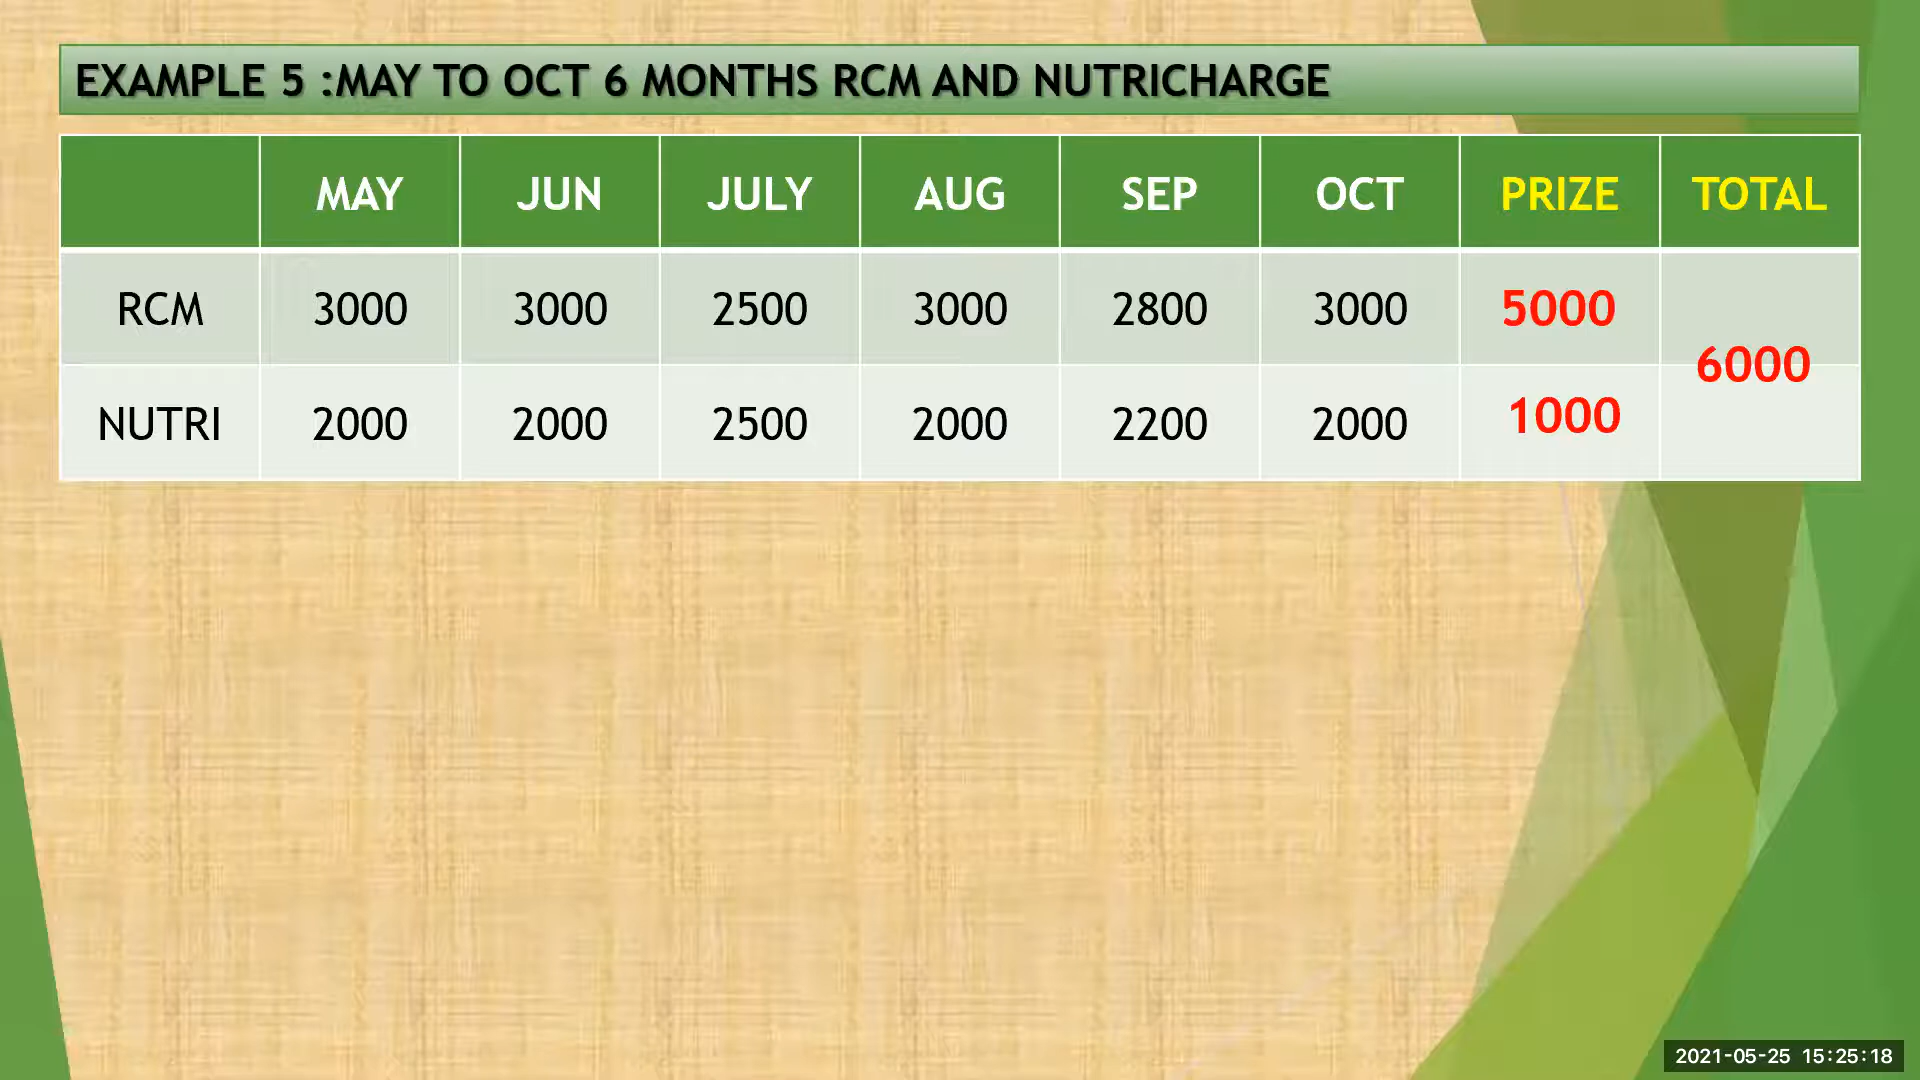 EXAMPLE 5 :MAY TO OCT 6 MONTHS RCM AND NUTRICHARGE
MAY JUN JULY AUG SEP OCT PRIZE TOTAL
RCM 3000 3000 2500 3000 2800 3000 5000
6000
NUTRI 2000 2000 2500 2000 2200 2000 1000
2021-05-25 15:25:18